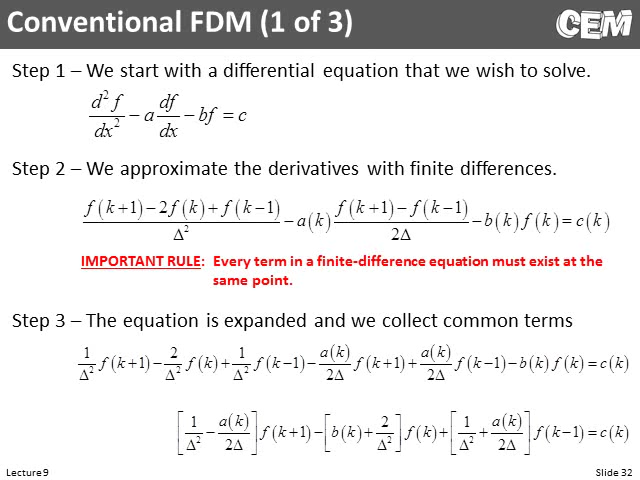 Conventional FDM (1 of 3)
CEM
Step 1 – We start with a differential equation that we wish to solve.
d²f/dx² − a df/dx − bf = c
Step 2 – We approximate the derivatives with finite differences.
(f(k+1)−2f(k)+f(k−1))/Δ² − a(k) (f(k+1)−f(k−1))/2Δ − b(k)f(k) = c(k)
IMPORTANT RULE: Every term in a finite-difference equation must exist at the
same point.
Step 3 – The equation is expanded and we collect common terms
1/Δ² f(k+1) − 2/Δ² f(k) + 1/Δ² f(k−1) − a(k)/2Δ f(k+1) + a(k)/2Δ f(k−1) − b(k)f(k) = c(k)
[1/Δ² − a(k)/2Δ] f(k+1) − [b(k) + 2/Δ²] f(k) + [1/Δ² + a(k)/2Δ] f(k−1) = c(k)
Lecture 9
Slide 32